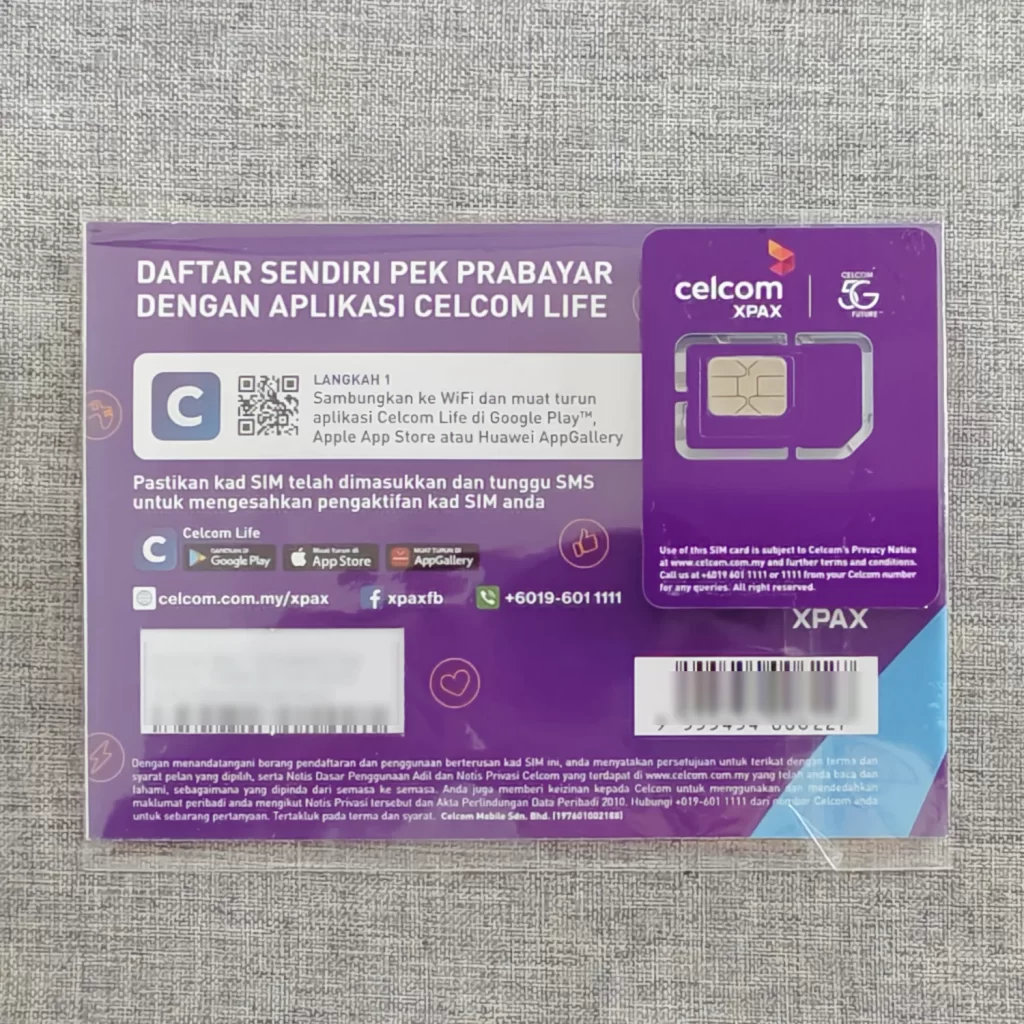 DAFTAR SENDIRI PEK PRABAYAR
DENGAN APLIKASI CELCOM LIFE
C
LANGKAH 1
Sambungkan ke WiFi dan muat turun
aplikasi Celcom Life di Google Play™,
Apple App Store atau Huawei AppGallery
Pastikan kad SIM telah dimasukkan dan tunggu SMS
untuk mengesahkan pengaktifan kad SIM anda
C
Celcom Life
DAPATKAN DI
Google Play
Muat Turun di
App Store
MUAT TURUN DI
AppGallery
celcom.com.my/xpax
xpaxfb
+6019-601 1111
celcom
XPAX
CELCOM
5G
FUTURE™
Use of this SIM card is subject to Celcom's Privacy Notice
at www.celcom.com.my and further terms and conditions.
Call us at +6019 601 1111 or 1111 from your Celcom number
for any queries. All right reserved.
XPAX
Dengan menandatangani borang pendaftaran dan penggunaan berterusan kad SIM ini, anda menyatakan persetujuan untuk terikat dengan terma dan
syarat pelan yang dipilih, serta Notis Dasar Penggunaan Adil dan Notis Privasi Celcom yang terdapat di www.celcom.com.my yang telah anda baca dan
fahami, sebagaimana yang dipinda dari semasa ke semasa. Anda juga memberi keizinan kepada Celcom untuk menggunakan dan mendedahkan
maklumat peribadi anda mengikut Notis Privasi tersebut dan Akta Perlindungan Data Peribadi 2010. Hubungi +019-601 1111 dari nombor Celcom anda
untuk sebarang pertanyaan. Tertakluk pada terma dan syarat. Celcom Mobile Sdn. Bhd. (197601002188)